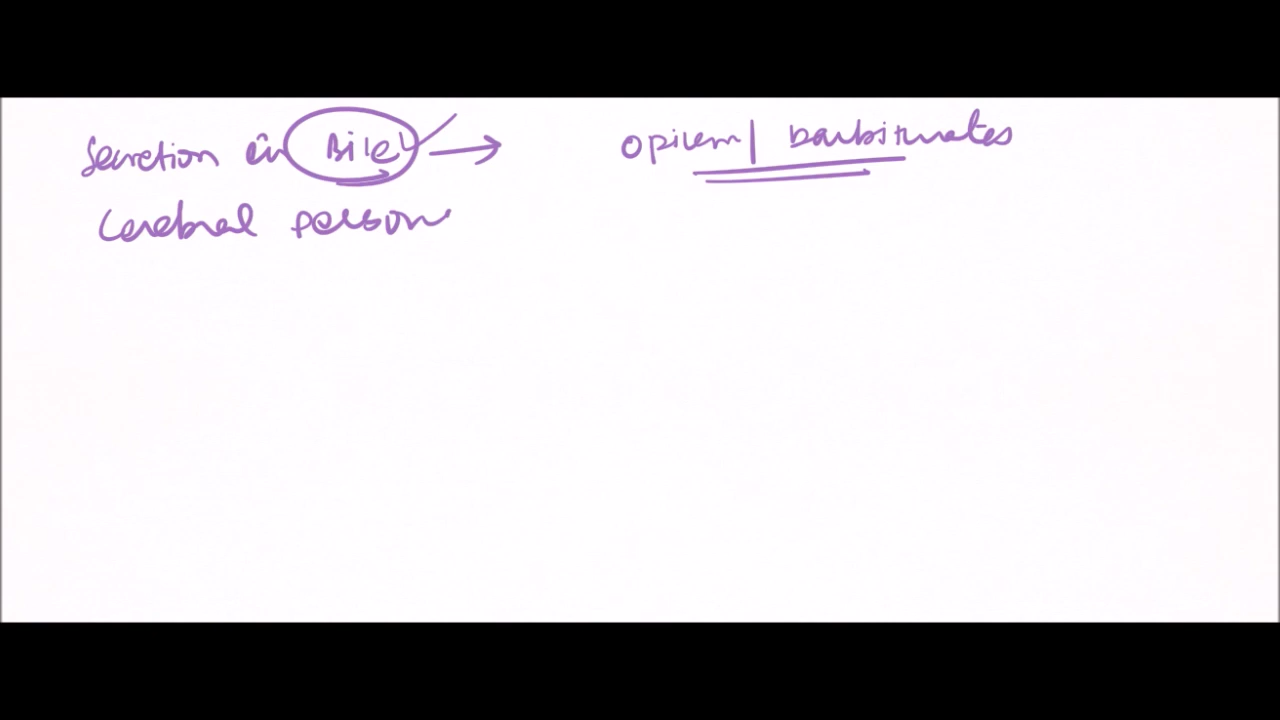 Secretion in Bile → opium| barbiturates
Cerebral poison